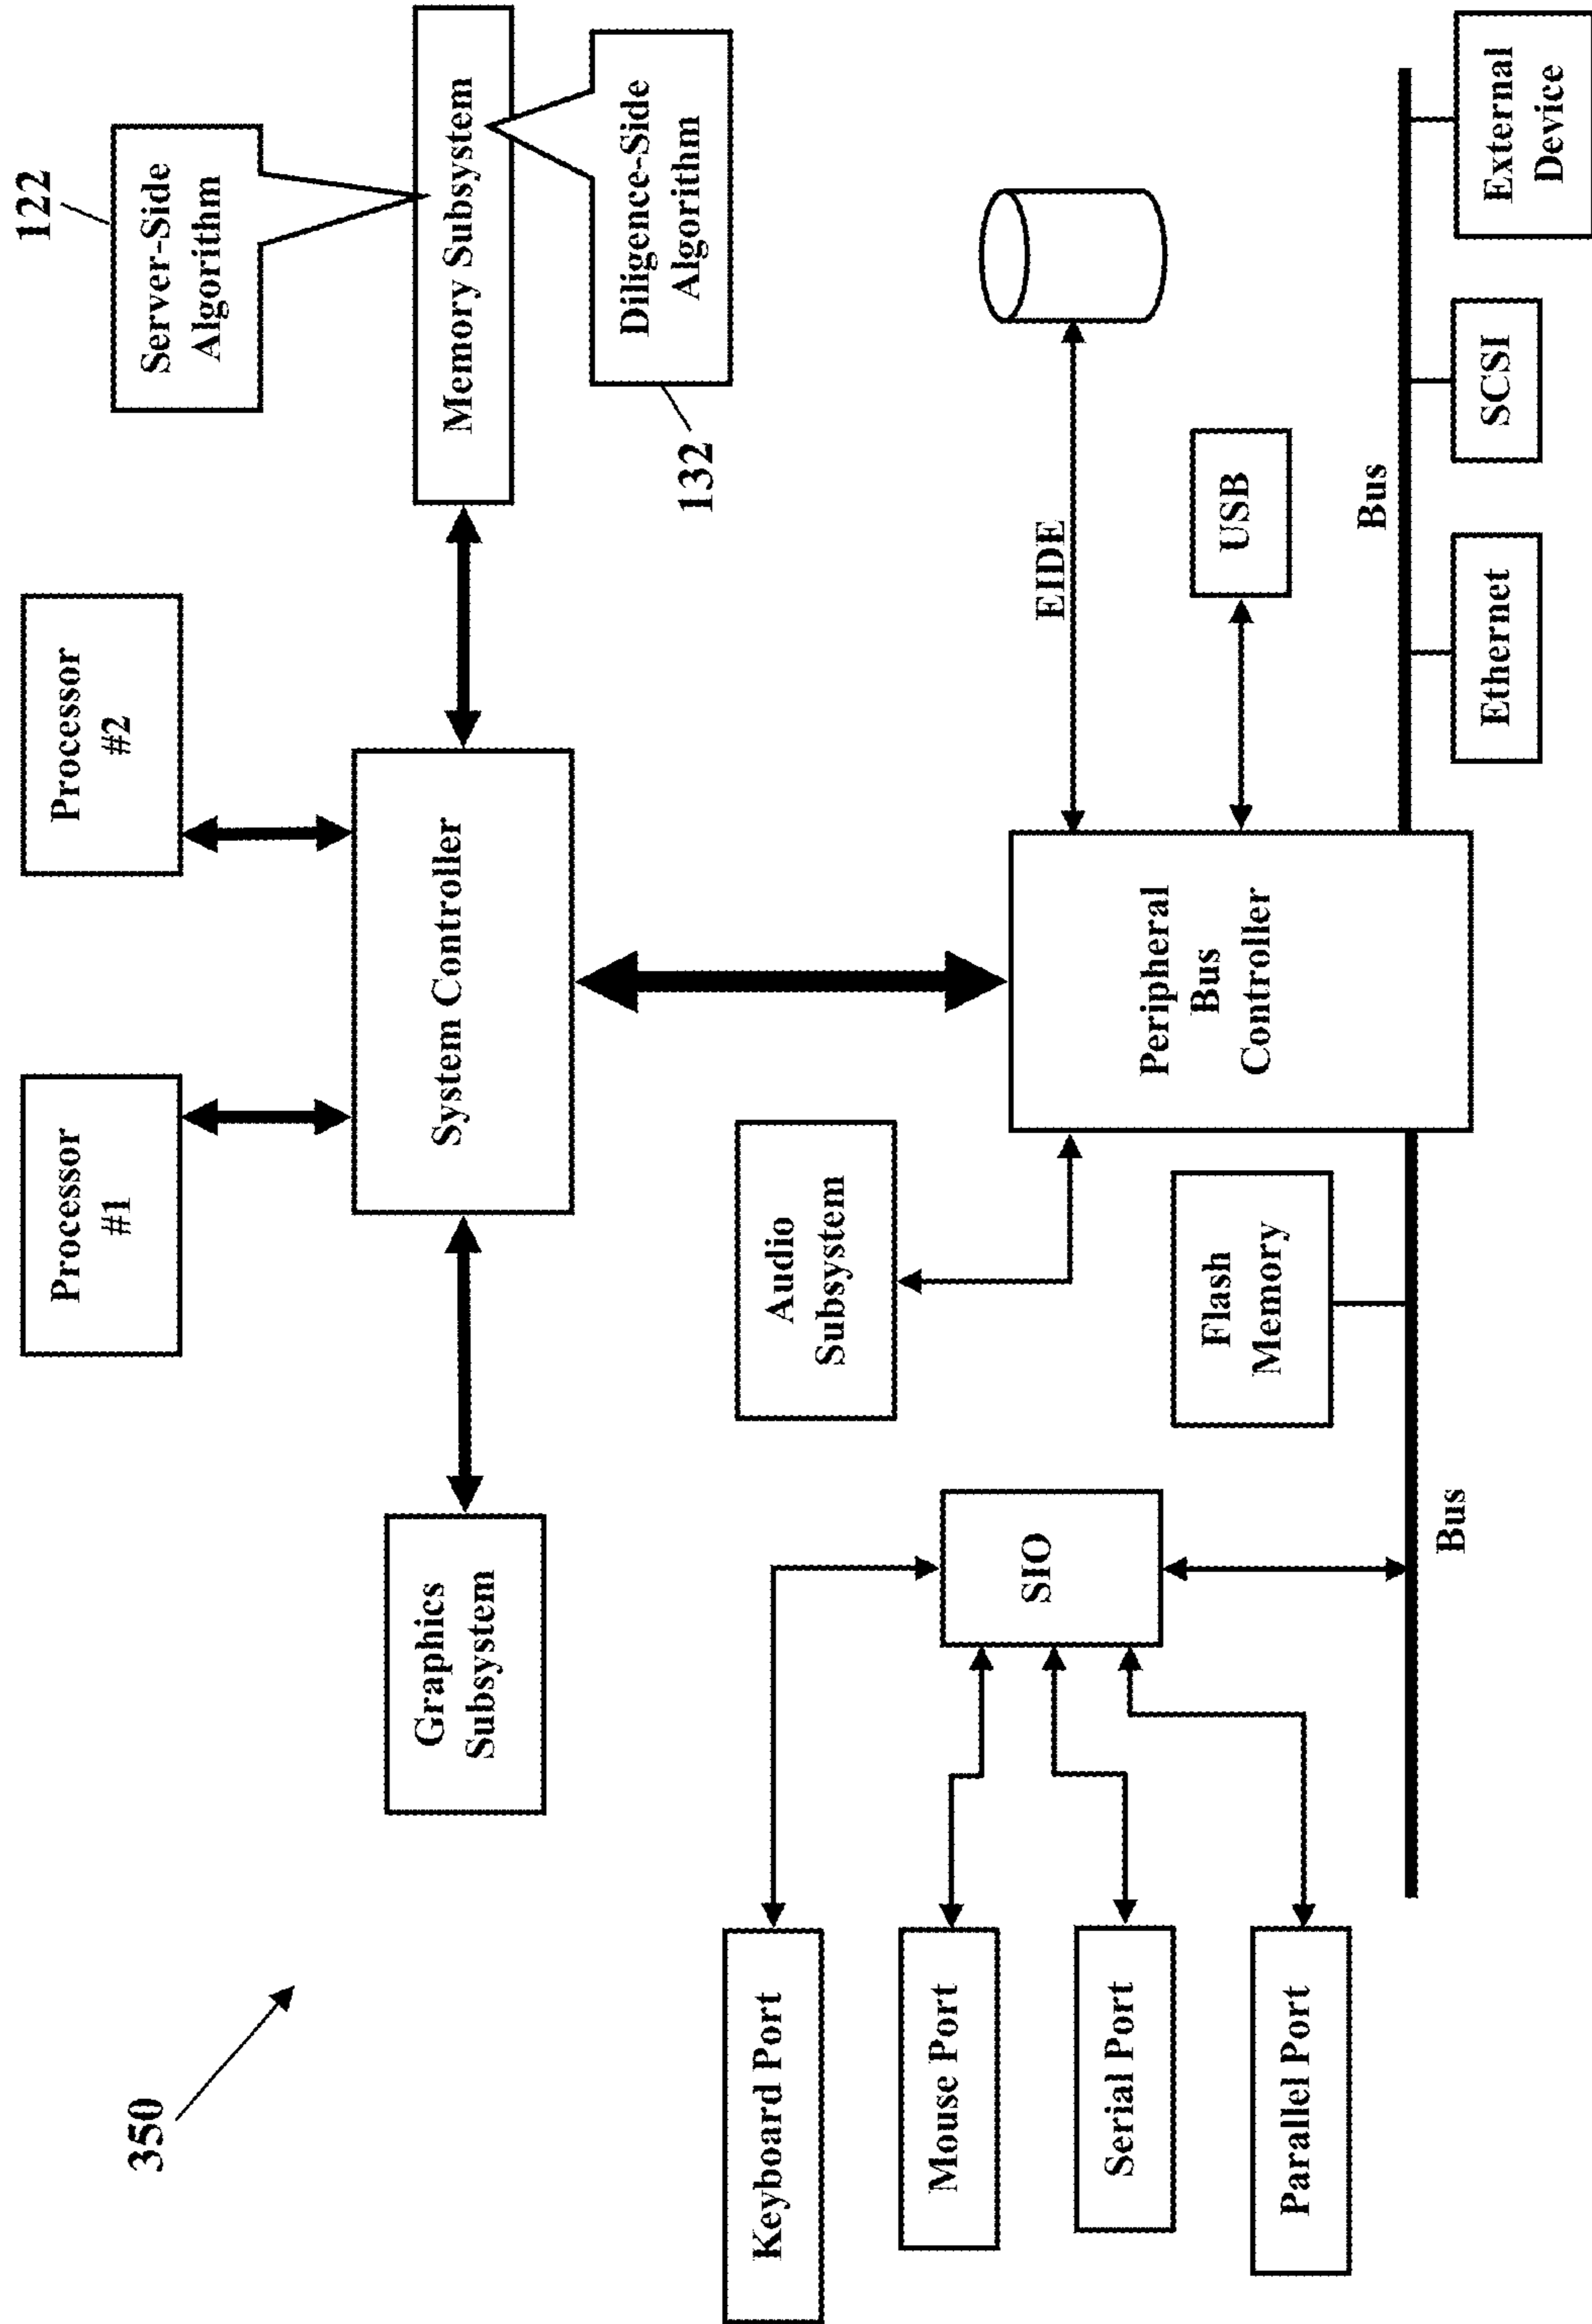 350
Processor
#1
Processor
#2
122
Server-Side
Algorithm
Graphics
Subsystem
System Controller
Memory Subsystem
132
Diligence-Side
Algorithm
Keyboard Port
Mouse Port
Serial Port
Parallel Port
SIO
Audio
Subsystem
Flash
Memory
Peripheral
Bus
Controller
EIDE
USB
Bus
Bus
Ethernet
SCSI
External
Device